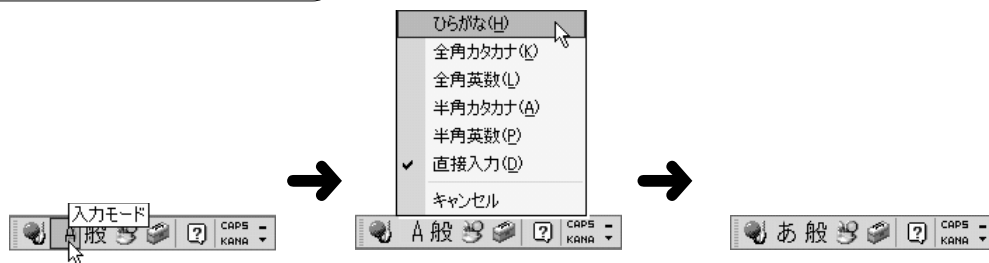 ひらがな(H)
全角カタカナ(K)
全角英数(L)
半角カタカナ(A)
半角英数(P)
✔ 直接入力(D)
キャンセル
入力モード
A 般 ? CAPS KANA
A 般 ? CAPS KANA
あ 般 ? CAPS KANA